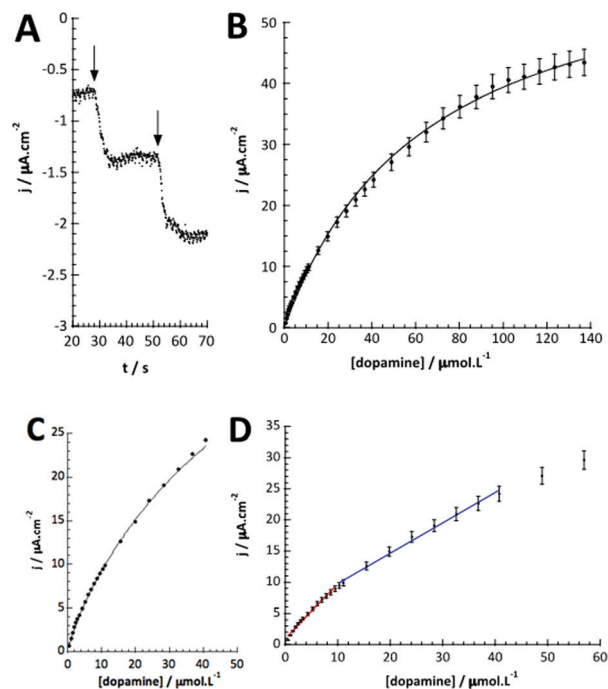 A
0
-0.5
-1
-1.5
-2
-2.5
-3
20 30 40 50 60 70
t / s
j / µA.cm⁻²
B
50
40
30
20
10
0
0 20 40 60 80 100 120 140
[dopamine] / µmol.L⁻¹
j / µA.cm⁻²
C
25
20
15
10
5
0
0 10 20 30 40 50
[dopamine] / µmol.L⁻¹
j / µA.cm⁻²
D
35
30
25
20
15
10
5
0
0 10 20 30 40 50 60
[dopamine] / µmol.L⁻¹
j / µA.cm⁻²